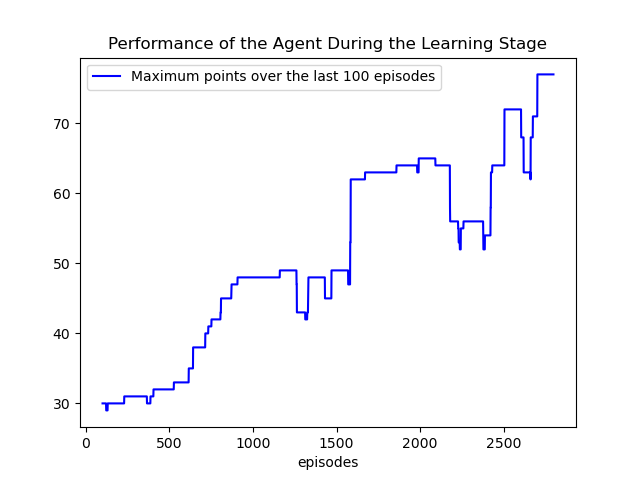 Performance of the Agent During the Learning Stage
Maximum points over the last 100 episodes
70
60
50
40
30
0 500 1000 1500 2000 2500
episodes